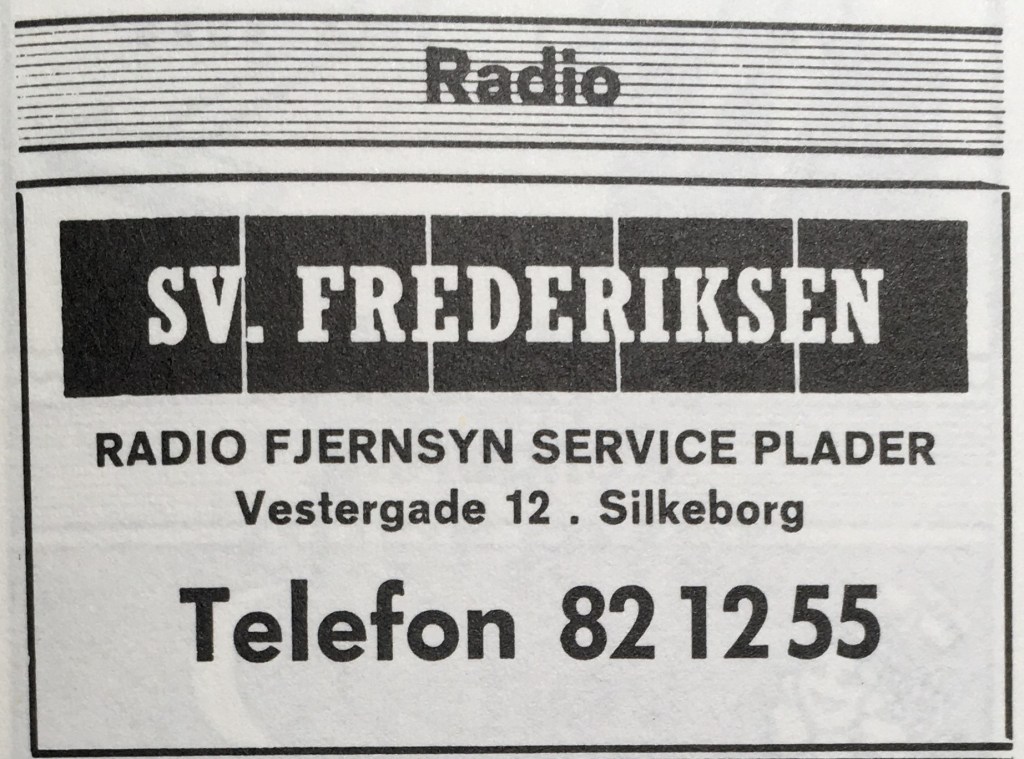 Radio
SV. FREDERIKSEN
RADIO FJERNSYN SERVICE PLADER
Vestergade 12 . Silkeborg
Telefon 82 12 55